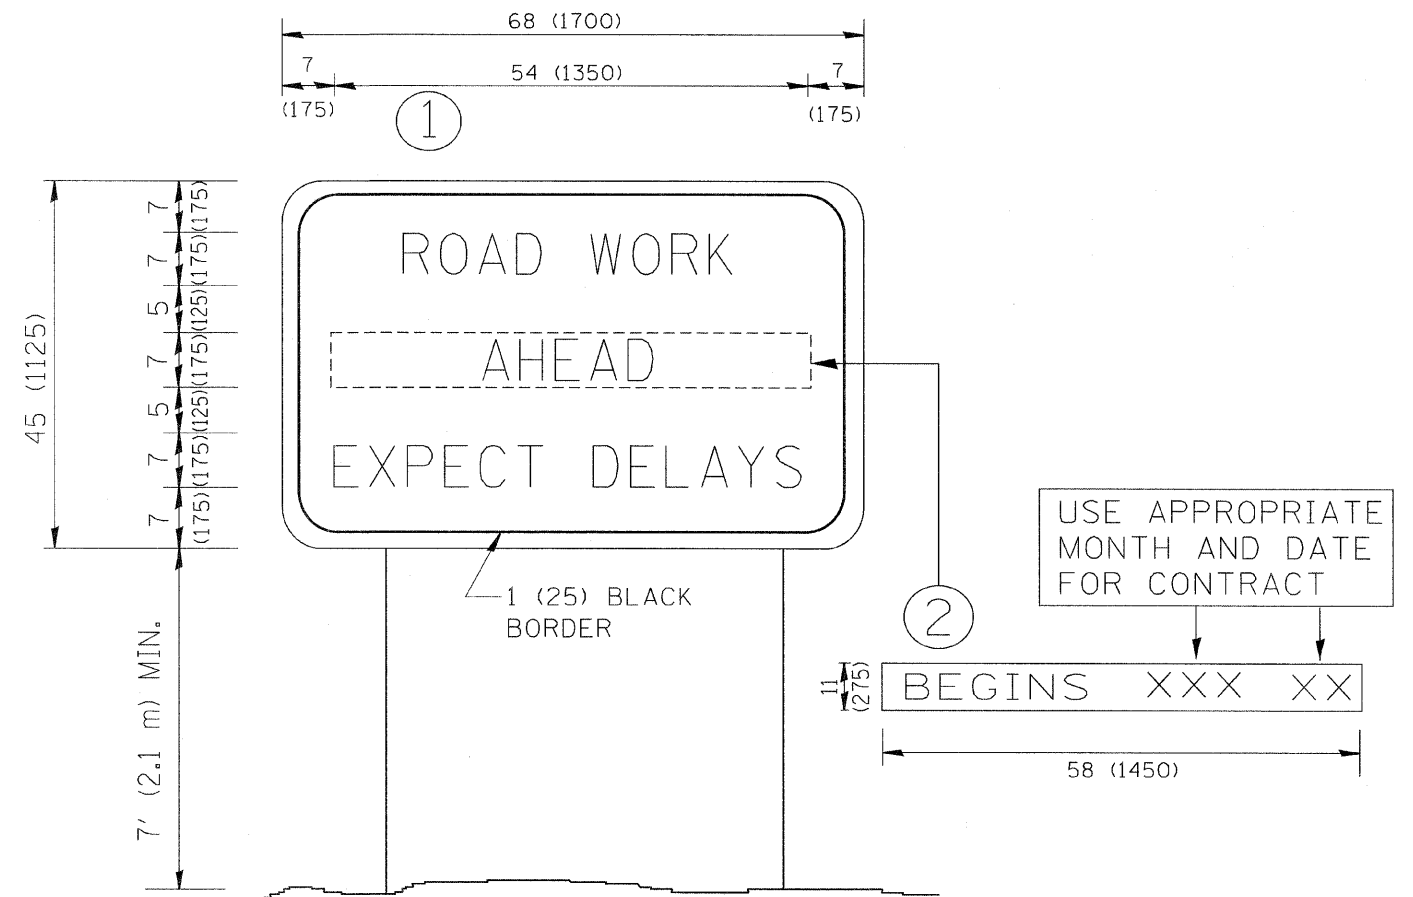 68 (1700)
7
54 (1350)
7
(175)
(175)
1
45 (1125)
7
(175)
7
(175)
5
(125)
7
(175)
5
(125)
7
(175)
7
(175)
ROAD WORK
AHEAD
EXPECT DELAYS
1 (25) BLACK
BORDER
7' (2.1 m) MIN.
USE APPROPRIATE
MONTH AND DATE
FOR CONTRACT
2
11
(275)
BEGINS XXX XX
58 (1450)